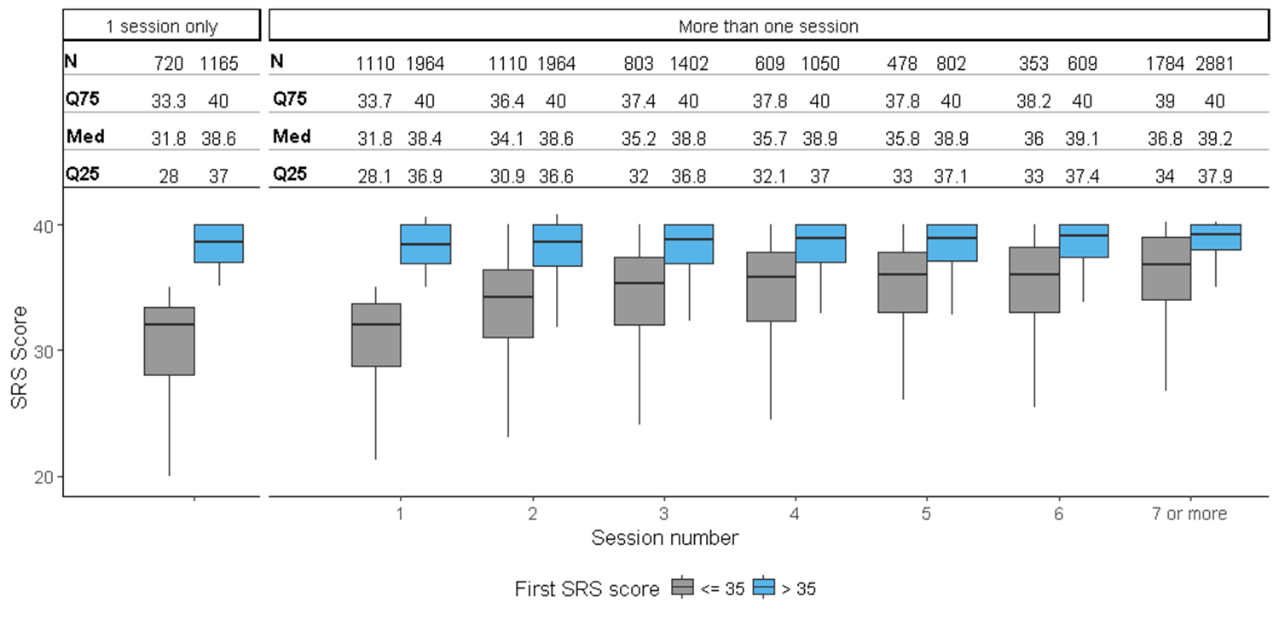 1 session only More than one session
N 720 1165 N 1110 1964 1110 1964 803 1402 609 1050 478 802 353 609 1784 2881
Q75 33.3 40 Q75 33.7 40 36.4 40 37.4 40 37.8 40 37.8 40 38.2 40 39 40
Med 31.8 38.6 Med 31.8 38.4 34.1 38.6 35.2 38.8 35.7 38.9 35.8 38.9 36 39.1 36.8 39.2
Q25 28 37 Q25 28.1 36.9 30.9 36.6 32 36.8 32.1 37 33 37.1 33 37.4 34 37.9
40
30
20
SRS Score
1 2 3 4 5 6 7 or more
Session number
First SRS score <= 35 > 35